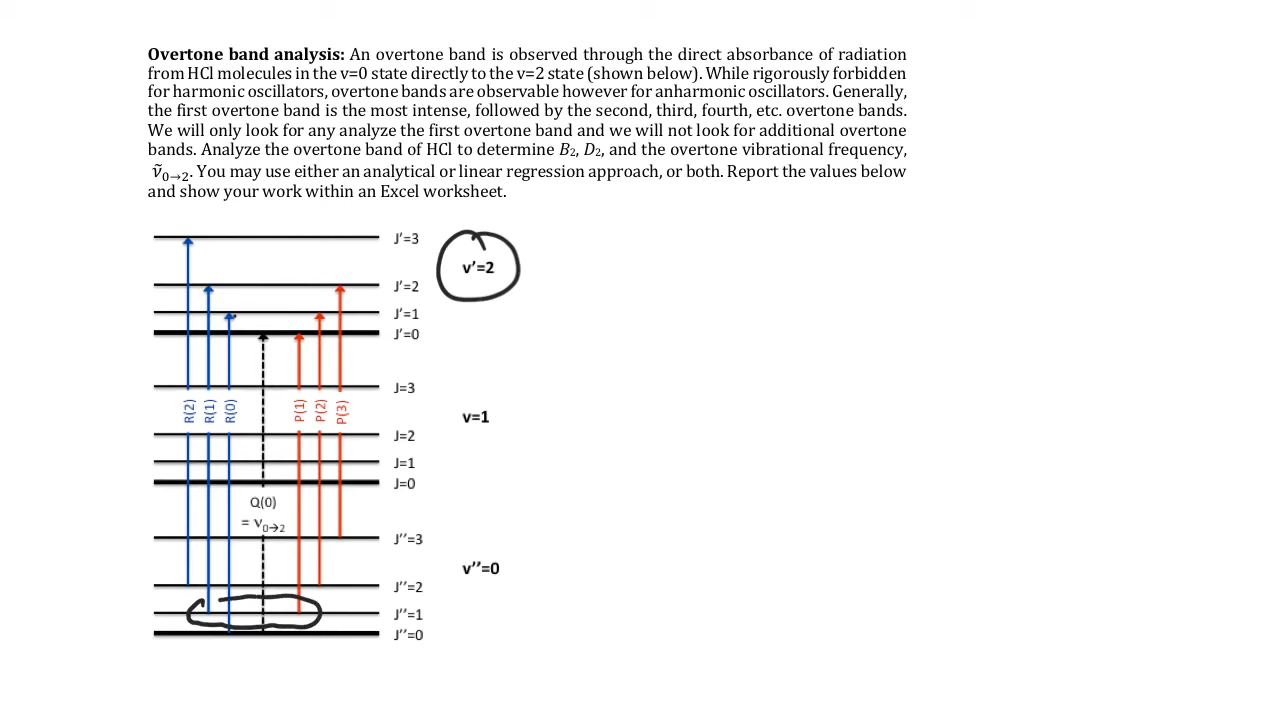 Overtone band analysis: An overtone band is observed through the direct absorbance of radiation
from HCl molecules in the v=0 state directly to the v=2 state (shown below). While rigorously forbidden
for harmonic oscillators, overtone bands are observable however for anharmonic oscillators. Generally,
the first overtone band is the most intense, followed by the second, third, fourth, etc. overtone bands.
We will only look for any analyze the first overtone band and we will not look for additional overtone
bands. Analyze the overtone band of HCl to determine B₂, D₂, and the overtone vibrational frequency,
ν̃₀→₂. You may use either an analytical or linear regression approach, or both. Report the values below
and show your work within an Excel worksheet.
J'=3
v'=2
J'=2
J'=1
J'=0
J=3
R(2) R(1) R(0) P(1) P(2) P(3)
v=1
J=2
J=1
J=0
Q(0)
= ν₀→₂
J''=3
v''=0
J''=2
J''=1
J''=0